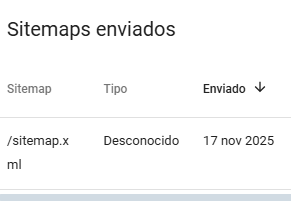 Sitemaps enviados
Sitemap Tipo Enviado ↓
/sitemap.x Desconocido 17 nov 2025
ml